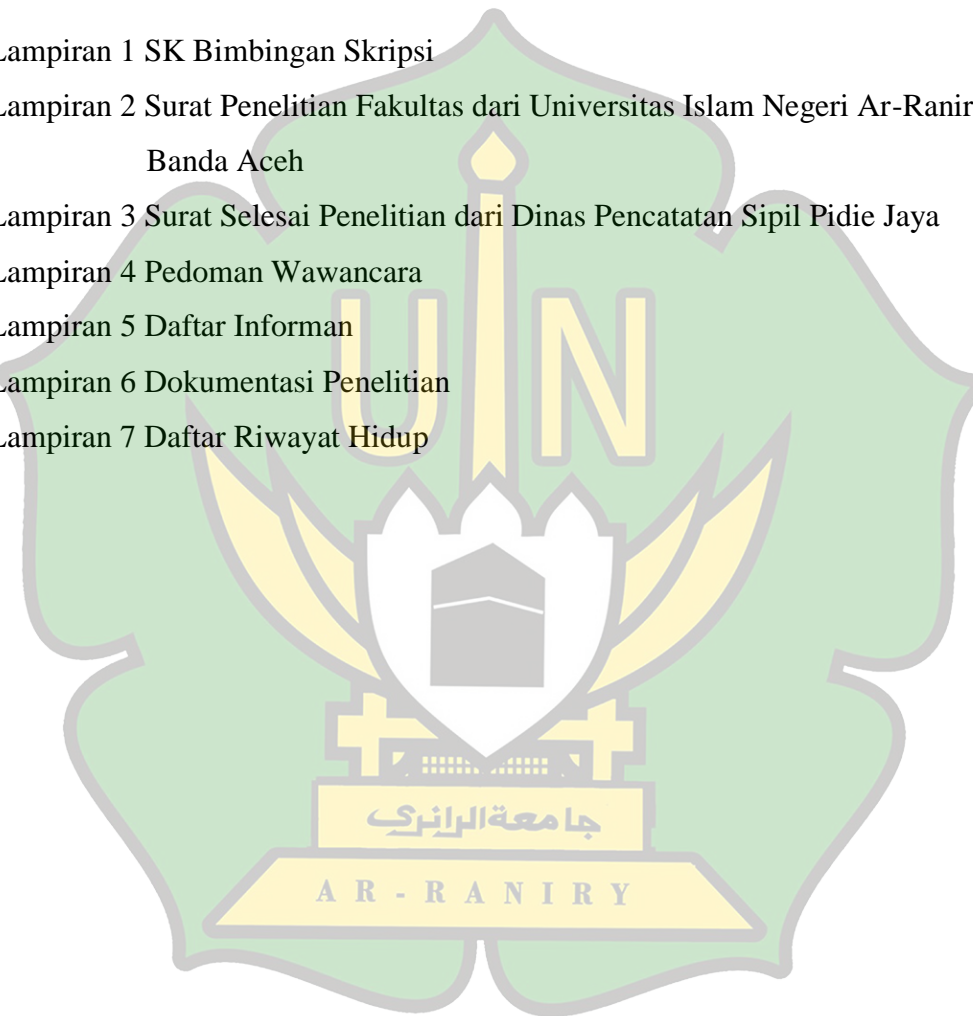 Lampiran 1 SK Bimbingan Skripsi
Lampiran 2 Surat Penelitian Fakultas dari Universitas Islam Negeri Ar-Ranir
Banda Aceh
Lampiran 3 Surat Selesai Penelitian dari Dinas Pencatatan Sipil Pidie Jaya
Lampiran 4 Pedoman Wawancara
Lampiran 5 Daftar Informan
Lampiran 6 Dokumentasi Penelitian
Lampiran 7 Daftar Riwayat Hidup
UIN
جامعة الرانري
AR-RANIRY